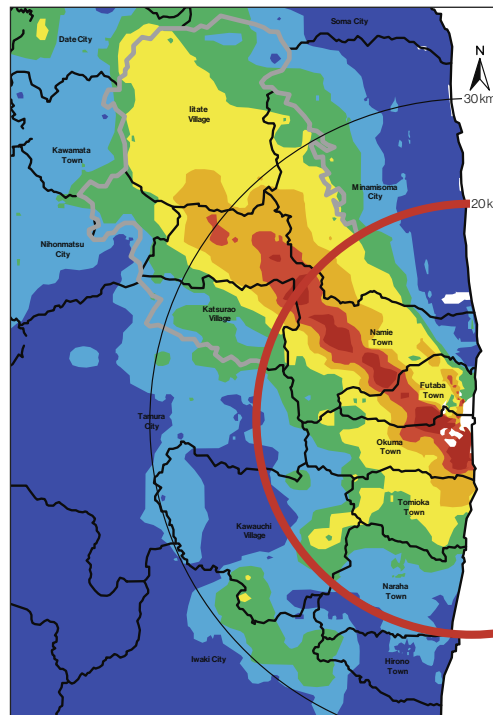 Soma City
Date City
N
30 km
Iitate
Village
Kawamata
Town
Minamisoma
City
20 k
Nihonmatsu
City
Katsurao
Village
Namie
Town
Futaba
Town
Tamura
City
Okuma
Town
Tomioka
Town
Kawauchi
Village
Naraha
Town
Iwaki City
Hirono
Town